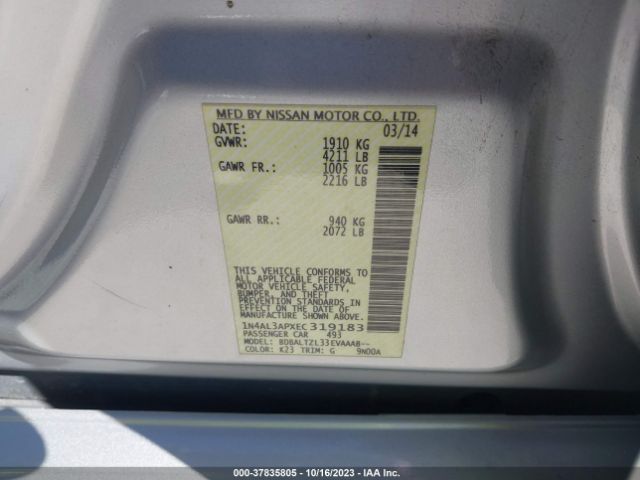 MFD BY NISSAN MOTOR CO., LTD.
DATE: 03/14
GVWR: 1910 KG
4211 LB
GAWR FR.: 1005 KG
2216 LB
GAWR RR.: 940 KG
2072 LB
THIS VEHICLE CONFORMS TO
ALL APPLICABLE FEDERAL
MOTOR VEHICLE SAFETY,
BUMPER, AND THEFT
PREVENTION STANDARDS IN
EFFECT ON THE DATE OF
MANUFACTURE SHOWN ABOVE.
1N4AL3APXEC319183
PASSENGER CAR 493
MODEL: BDBALTZL33EVAAAB--
COLOR: K23 TRIM: G 9N00A
00-37835805 - 10/16/2023 - IAA Inc.